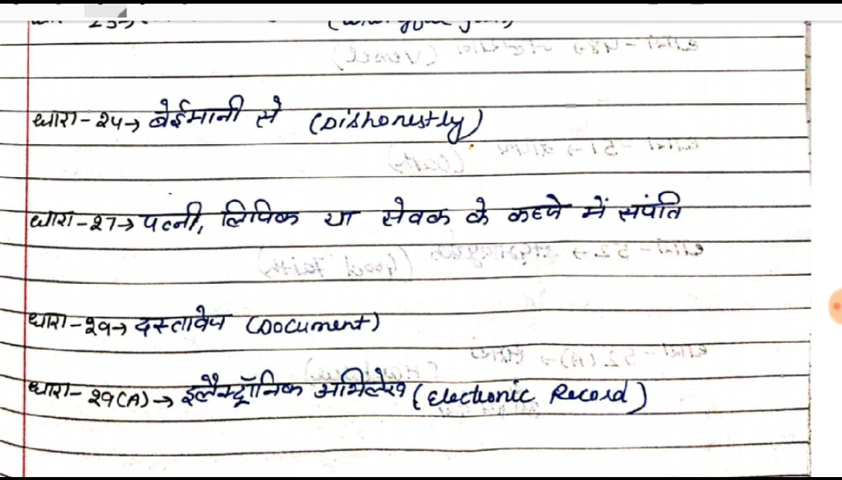 धारा-24→ बेईमानी से (Dishonestly)
धारा-27→ पत्नी, लिपिक या सेवक के कब्जे में संपति
धारा-29→ दस्तावेज (Document)
धारा-29(A)→ इलैक्ट्रॉनिक अभिलेख (Electronic Record)